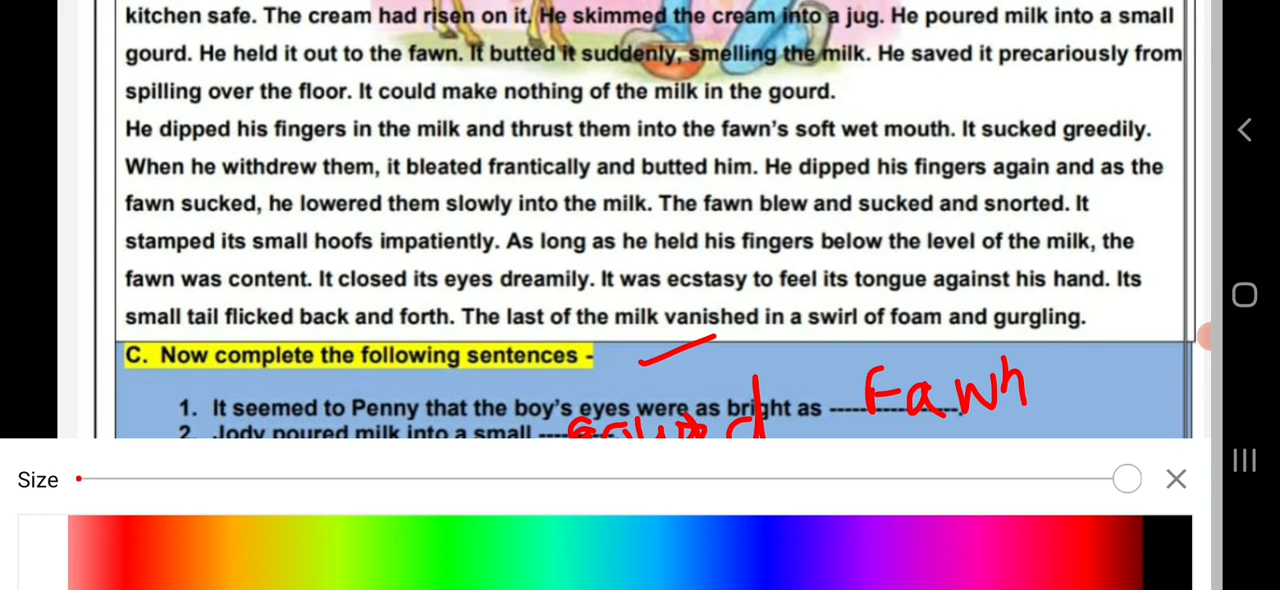 kitchen safe. The cream had risen on it. He skimmed the cream into a jug. He poured milk into a small
gourd. He held it out to the fawn. It butted it suddenly, smelling the milk. He saved it precariously from
spilling over the floor. It could make nothing of the milk in the gourd.
He dipped his fingers in the milk and thrust them into the fawn's soft wet mouth. It sucked greedily.
When he withdrew them, it bleated frantically and butted him. He dipped his fingers again and as the
fawn sucked, he lowered them slowly into the milk. The fawn blew and sucked and snorted. It
stamped its small hoofs impatiently. As long as he held his fingers below the level of the milk, the
fawn was content. It closed its eyes dreamily. It was ecstasy to feel its tongue against his hand. Its
small tail flicked back and forth. The last of the milk vanished in a swirl of foam and gurgling.
C. Now complete the following sentences -
1. It seemed to Penny that the boy's eyes were as bright as ---------------. Fawn
2. Jody poured milk into a small
Size